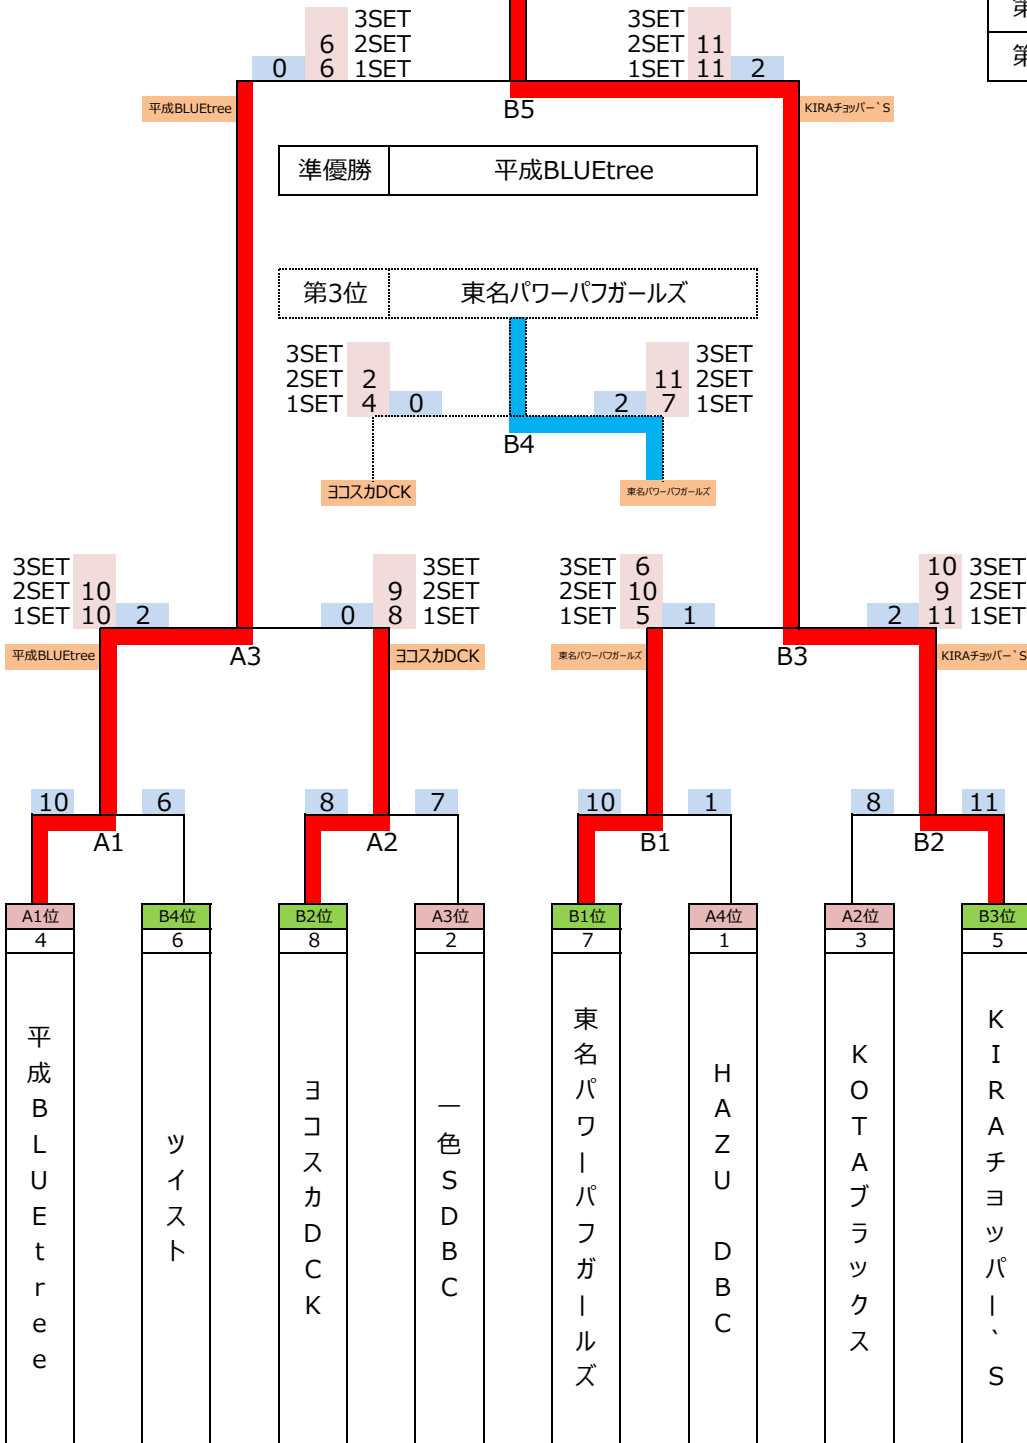 3SET 3SET 第
6 2SET 2SET 11
0 6 1SET 1SET 11 2 第
平成BLUEtree B5 KIRAチョッパー`S
準優勝 平成BLUEtree
第3位 東名パワーパフガールズ
3SET 3SET
2SET 2 11 2SET
1SET 4 0 2 7 1SET
B4
ヨコスカDCK 東名パワーパフガールズ
3SET 3SET 3SET 6 10 3SET
2SET 10 9 2SET 2SET 10 9 2SET
1SET 10 2 0 8 1SET 1SET 5 1 2 11 1SET
平成BLUEtree A3 ヨコスカDCK 東名パワーパフガールズ B3 KIRAチョッパー`S
10 6 8 7 10 1 8 11
A1 A2 B1 B2
A1位 B4位 B2位 A3位 B1位 A4位 A2位 B3位
4 6 8 2 7 1 3 5
平成BLUEtree
ツイスト
ヨコスカDCK
一色SDBC
東名パワーパフガールズ
HAZU DBC
KOTAブラックス
KIRAチョッパー`S